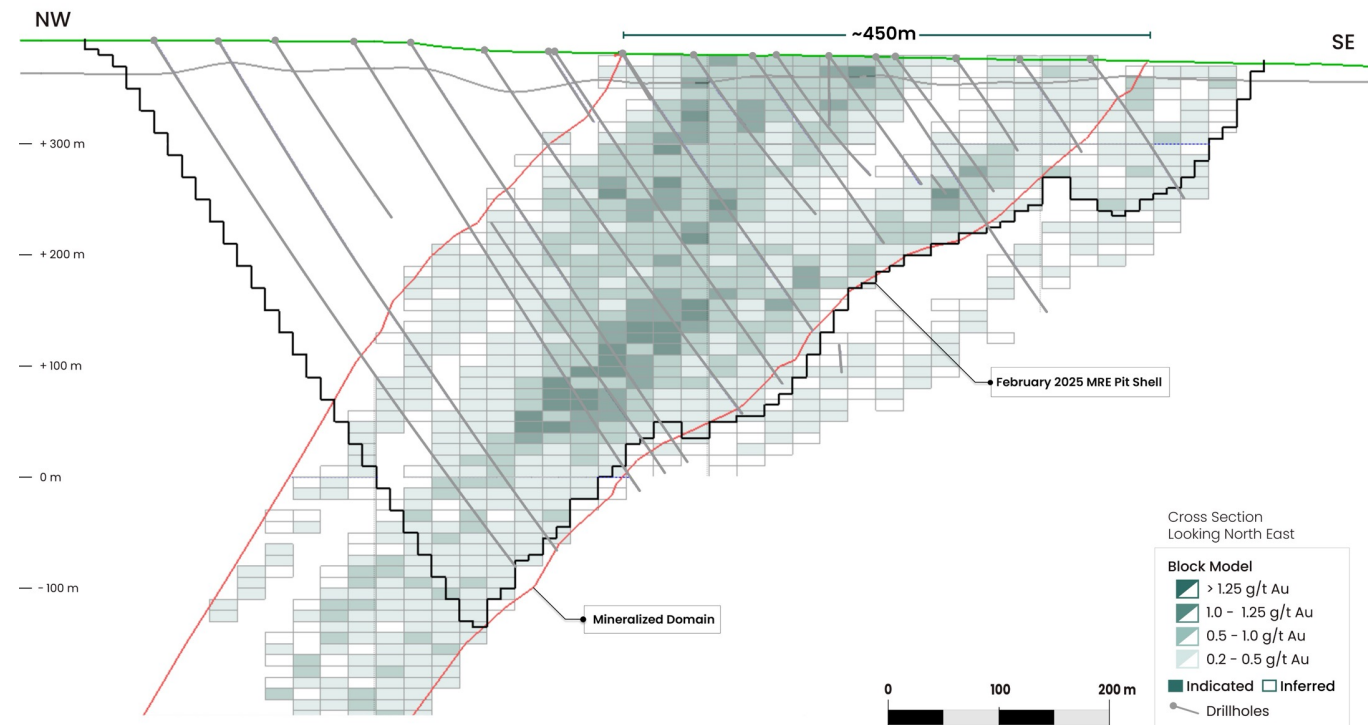 NW
~450m
SE
+ 300 m
+ 200 m
+ 100 m
0 m
- 100 m
February 2025 MRE Pit Shell
Mineralized Domain
Cross Section
Looking North East
Block Model
> 1.25 g/t Au
1.0 - 1.25 g/t Au
0.5 - 1.0 g/t Au
0.2 - 0.5 g/t Au
Indicated Inferred
Drillholes
0 100 200 m